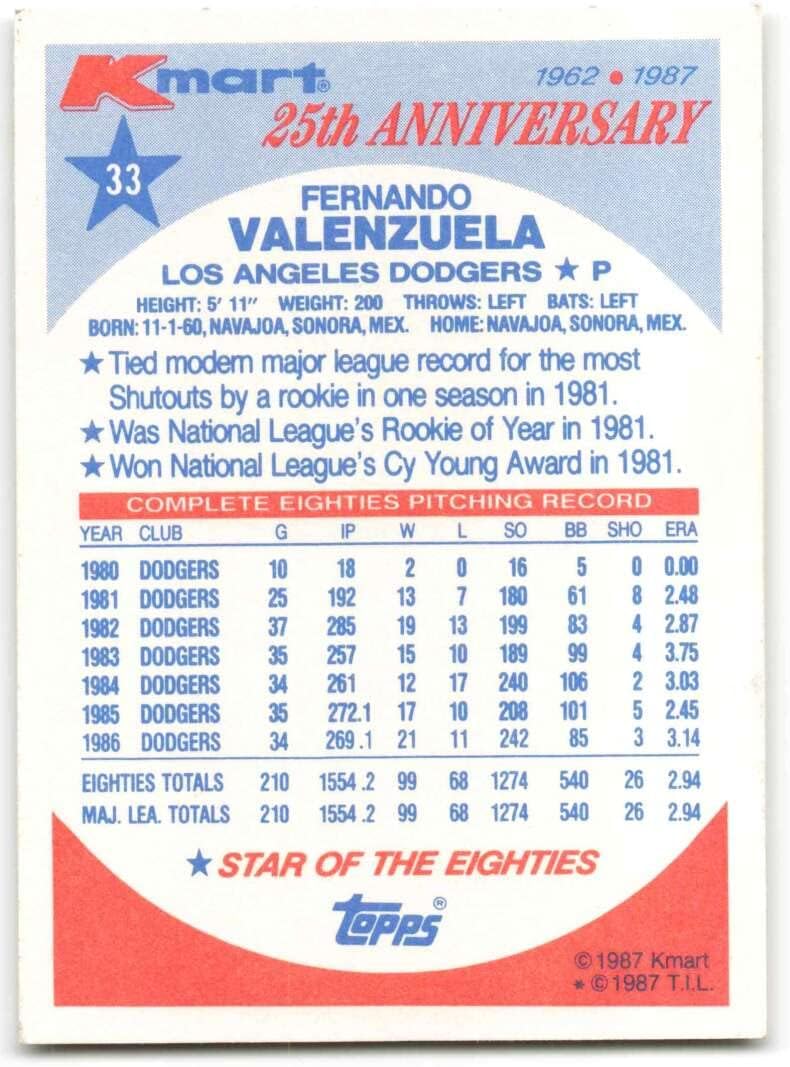 Kmart®
1962 ● 1987
25th ANNIVERSARY
33
FERNANDO
VALENZUELA
LOS ANGELES DODGERS ★ P
HEIGHT: 5' 11" WEIGHT: 200 THROWS: LEFT BATS: LEFT
BORN: 11-1-60, NAVAJOA, SONORA, MEX. HOME: NAVAJOA, SONORA, MEX.
★ Tied modern major league record for the most
Shutouts by a rookie in one season in 1981.
★ Was National League's Rookie of Year in 1981.
★ Won National League's Cy Young Award in 1981.
COMPLETE EIGHTIES PITCHING RECORD
YEAR CLUB G IP W L SO BB SHO ERA
1980 DODGERS 10 18 2 0 16 5 0 0.00
1981 DODGERS 25 192 13 7 180 61 8 2.48
1982 DODGERS 37 285 19 13 199 83 4 2.87
1983 DODGERS 35 257 15 10 189 99 4 3.75
1984 DODGERS 34 261 12 17 240 106 2 3.03
1985 DODGERS 35 272.1 17 10 208 101 5 2.45
1986 DODGERS 34 269.1 21 11 242 85 3 3.14
EIGHTIES TOTALS 210 1554.2 99 68 1274 540 26 2.94
MAJ. LEA. TOTALS 210 1554.2 99 68 1274 540 26 2.94
★ STAR OF THE EIGHTIES
topps®
©1987 Kmart
* ©1987 T.I.L.